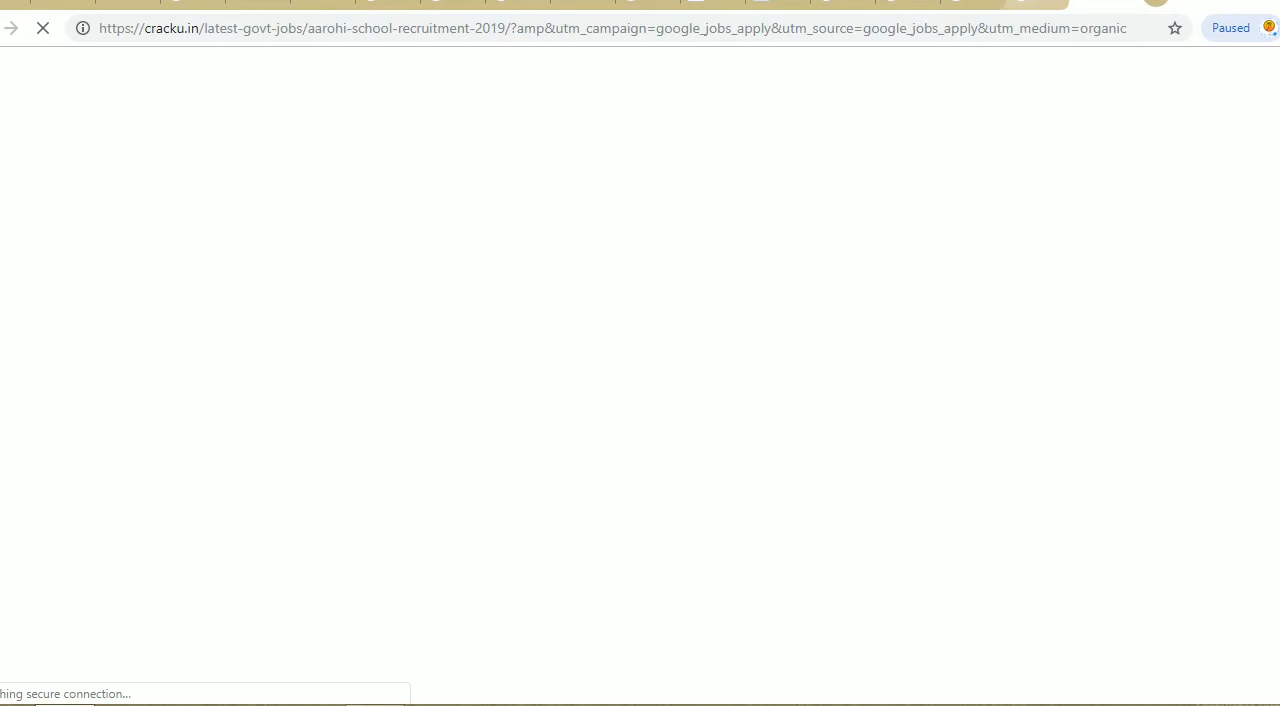 https://cracku.in/latest-govt-jobs/aarohi-school-recruitment-2019/?amp&utm_campaign=google_jobs_apply&utm_source=google_jobs_apply&utm_medium=organic
Paused
hing secure connection...